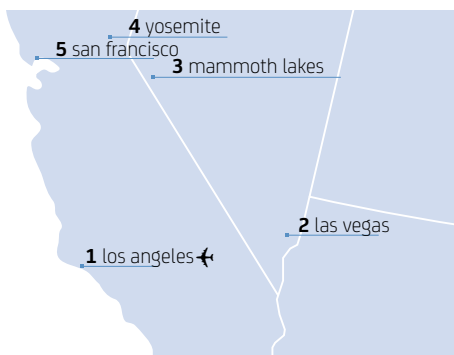 4 yosemite
5 san francisco
3 mammoth lakes
2 las vegas
1 los angeles